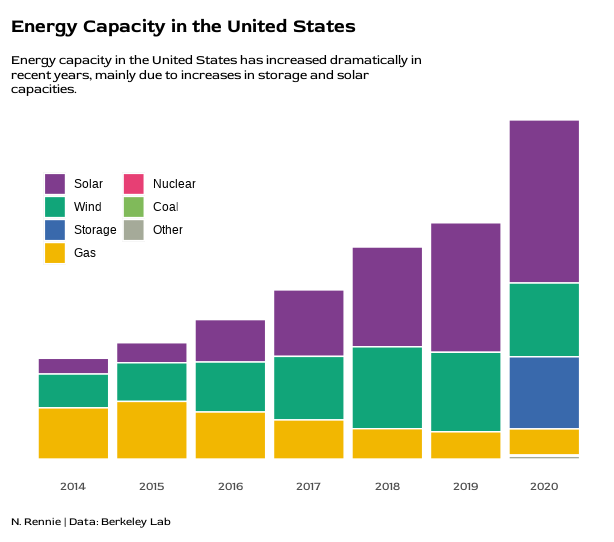 Energy Capacity in the United States
Energy capacity in the United States has increased dramatically in
recent years, mainly due to increases in storage and solar
capacities.
Solar
Nuclear
Wind
Coal
Storage
Other
Gas
2014
2015
2016
2017
2018
2019
2020
N. Rennie | Data: Berkeley Lab